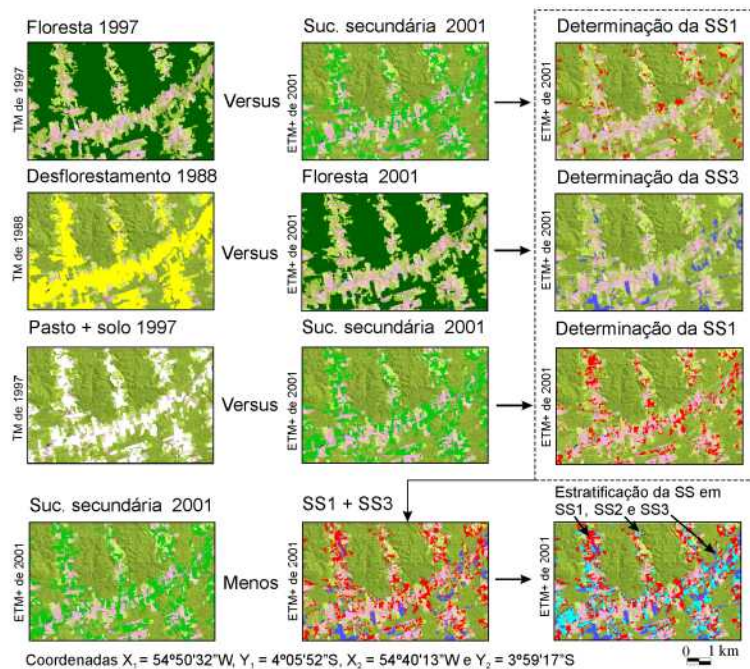 Floresta 1997
Suc. secundária 2001
Determinação da SS1
TM de 1997
Versus
ETM+ de 2001
ETM+ de 2001
Desflorestamento 1988
Floresta 2001
Determinação da SS3
TM de 1988
Versus
ETM+ de 2001
ETM+ de 2001
Pasto + solo 1997
Suc. secundária 2001
Determinação da SS1
TM de 1997
Versus
ETM+ de 2001
ETM+ de 2001
Suc. secundária 2001
SS1 + SS3
Estratificação da SS em
SS1, SS2 e SS3
ETM+ de 2001
Menos
ETM+ de 2001
ETM+ de 2001
Coordenadas X₁ = 54º50'32"W, Y₁ = 4º05'52"S, X₂ = 54º40'13"W e Y₂ = 3º59'17"S
0 1 km